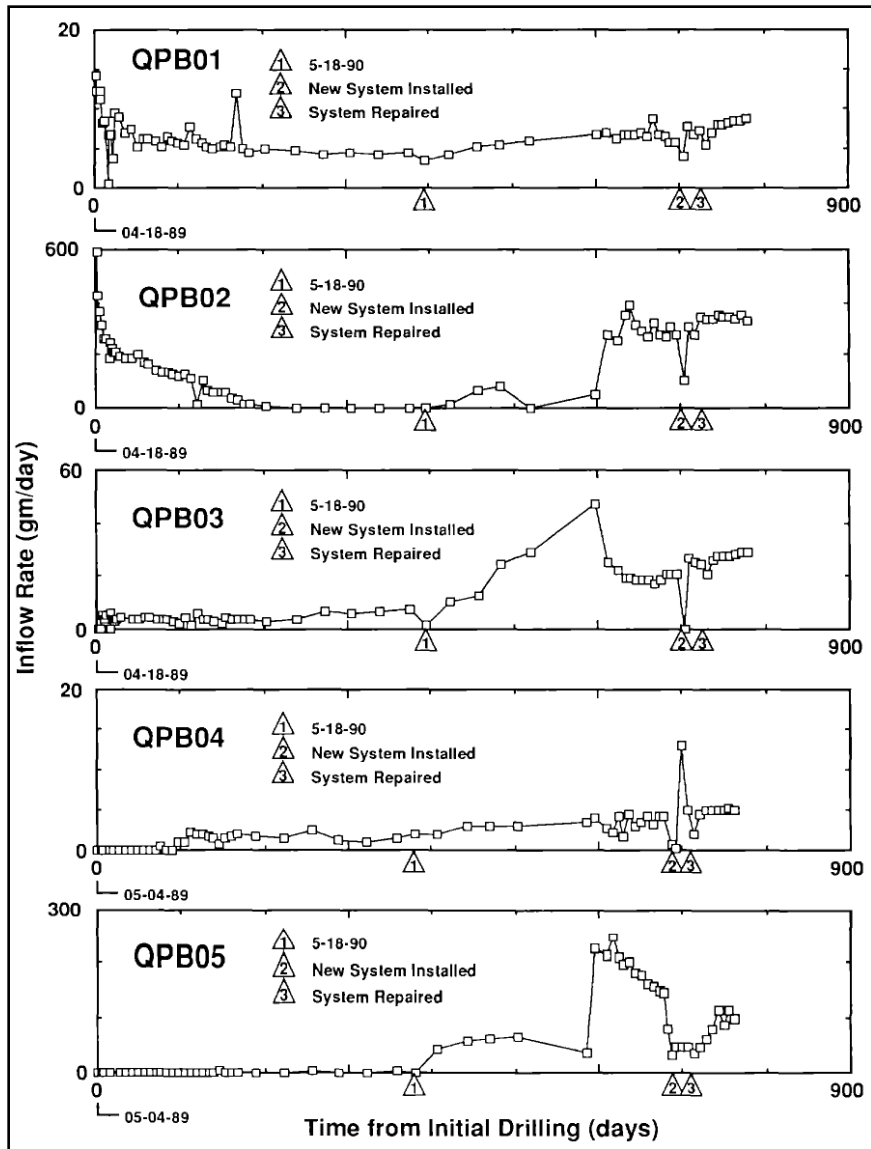 20
QPB01
1 5-18-90
2 New System Installed
3 System Repaired
0
0
1
2
3
900
04-18-89
600
QPB02
1 5-18-90
2 New System Installed
3 System Repaired
0
0
1
2
3
900
04-18-89
60
QPB03
1 5-18-90
2 New System Installed
3 System Repaired
0
0
1
2
3
900
04-18-89
20
QPB04
1 5-18-90
2 New System Installed
3 System Repaired
0
0
1
2
3
900
05-04-89
300
QPB05
1 5-18-90
2 New System Installed
3 System Repaired
0
0
1
2
3
900
05-04-89
Inflow Rate (gm/day)
Time from Initial Drilling (days)